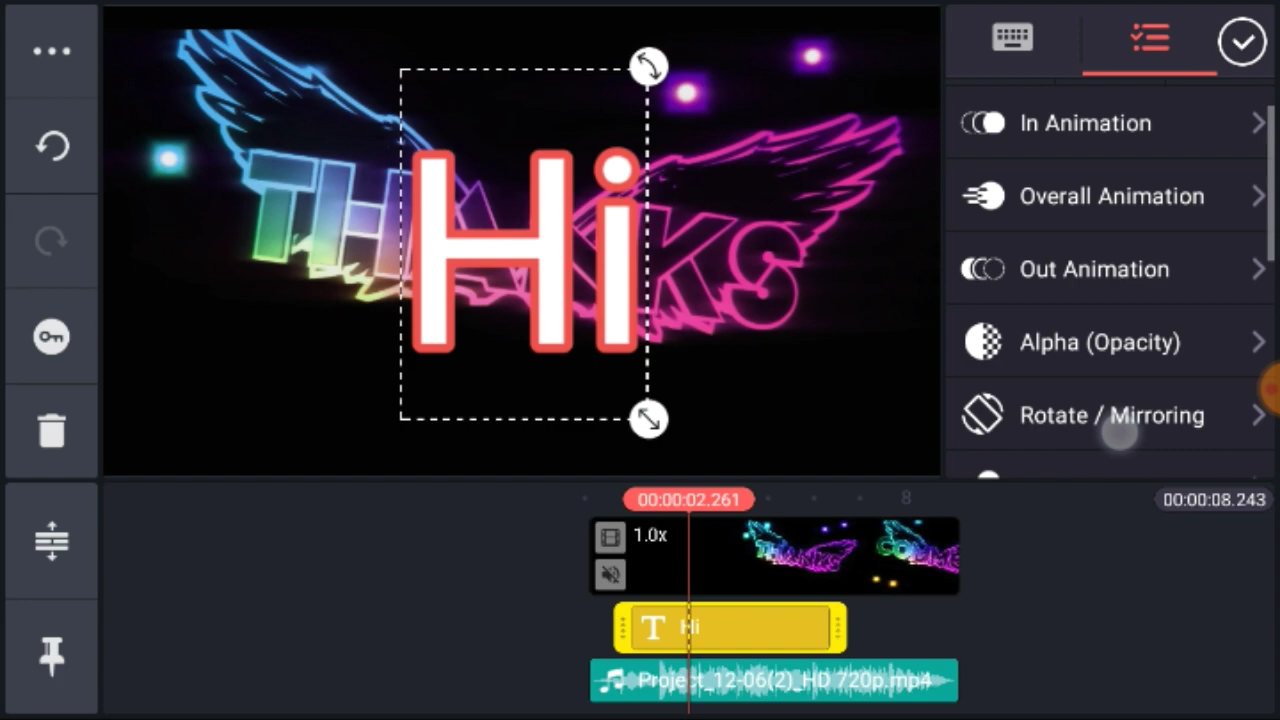 THANKS
Hi
In Animation
Overall Animation
Out Animation
Alpha (Opacity)
Rotate / Mirroring
00:00:02.261
8
00:00:08.243
1.0x
THANKS
T Hi
Project_12-06(2)_HD 720p.mp4